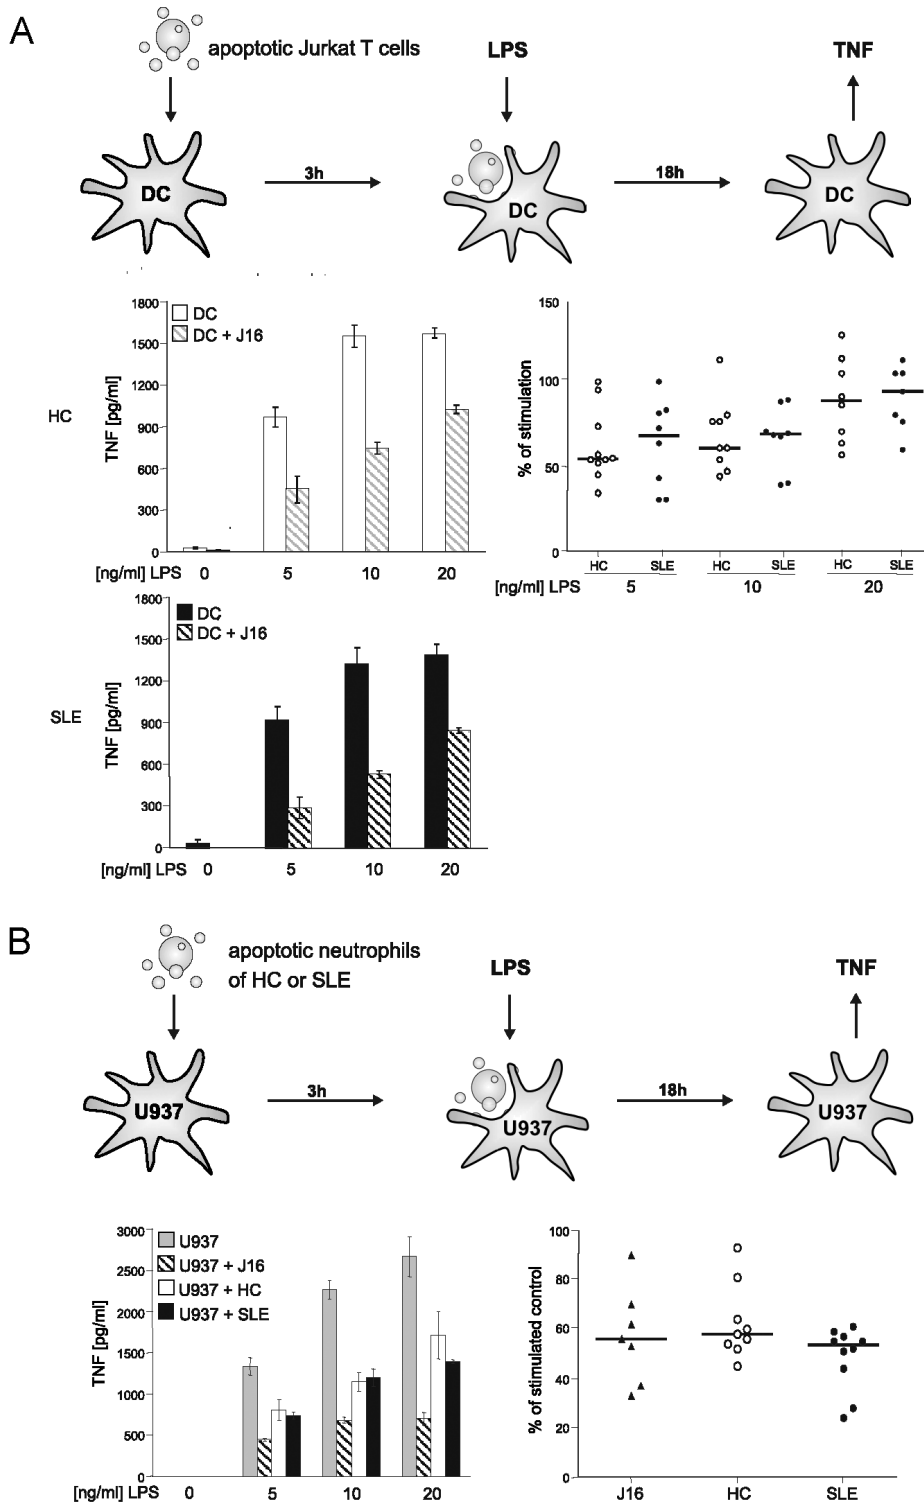 A
apoptotic Jurkat T cells
LPS
TNF
DC
3h
DC
18h
DC
HC
TNF [pg/ml]
1800
1500
1200
900
600
300
0
DC
DC + J16
[ng/ml] LPS 0 5 10 20
% of stimulation
150
100
50
0
HC SLE HC SLE HC SLE
[ng/ml] LPS 5 10 20
SLE
TNF [pg/ml]
1800
1500
1200
900
600
300
0
DC
DC + J16
[ng/ml] LPS 0 5 10 20
B
apoptotic neutrophils
of HC or SLE
LPS
TNF
U937
3h
U937
18h
U937
TNF [pg/ml]
3000
2500
2000
1500
1000
500
0
U937
U937 + J16
U937 + HC
U937 + SLE
[ng/ml] LPS 0 5 10 20
% of stimulated control
100
80
60
40
20
0
J16 HC SLE